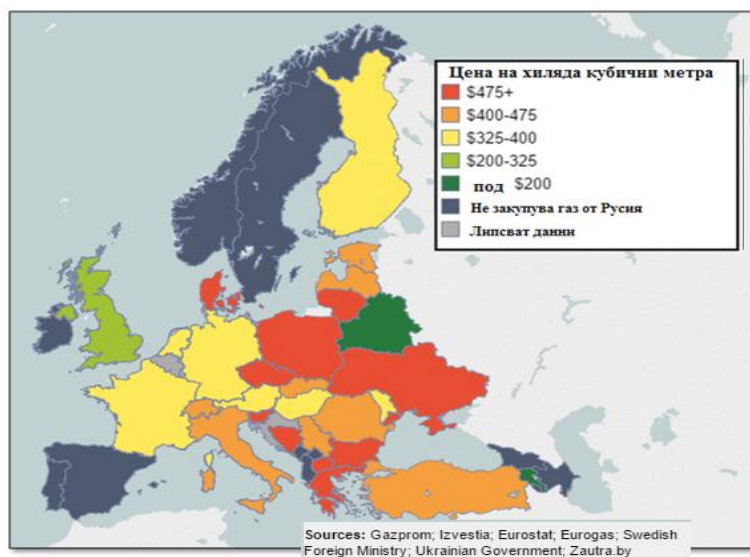 Цена на хиляда кубични метра
$475+
$400-475
$325-400
$200-325
под $200
Не закупува газ от Русия
Липсват данни
Sources: Gazprom; Izvestia; Eurostat; Eurogas; Swedish
Foreign Ministry; Ukrainian Government; Zautra.by